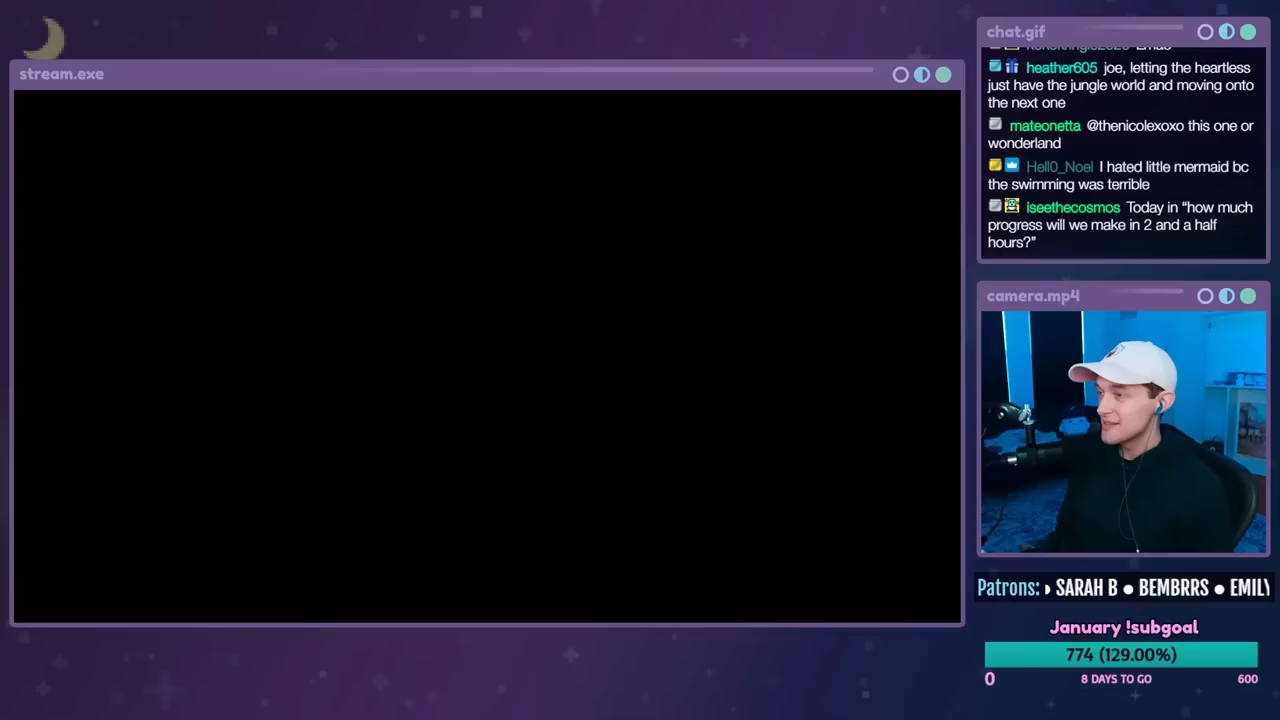 stream.exe
chat.gif
heather605 joe, letting the heartless
just have the jungle world and moving onto
the next one
mateonetta @thenicolexoxo this one or
wonderland
Hell0_Noel I hated little mermaid bc
the swimming was terrible
iseethecosmos Today in “how much
progress will we make in 2 and a half
hours?”
camera.mp4
Patrons: SARAH B ● BEMBRRS ● EMILY
January !subgoal
774 (129.00%)
0 8 DAYS TO GO 600